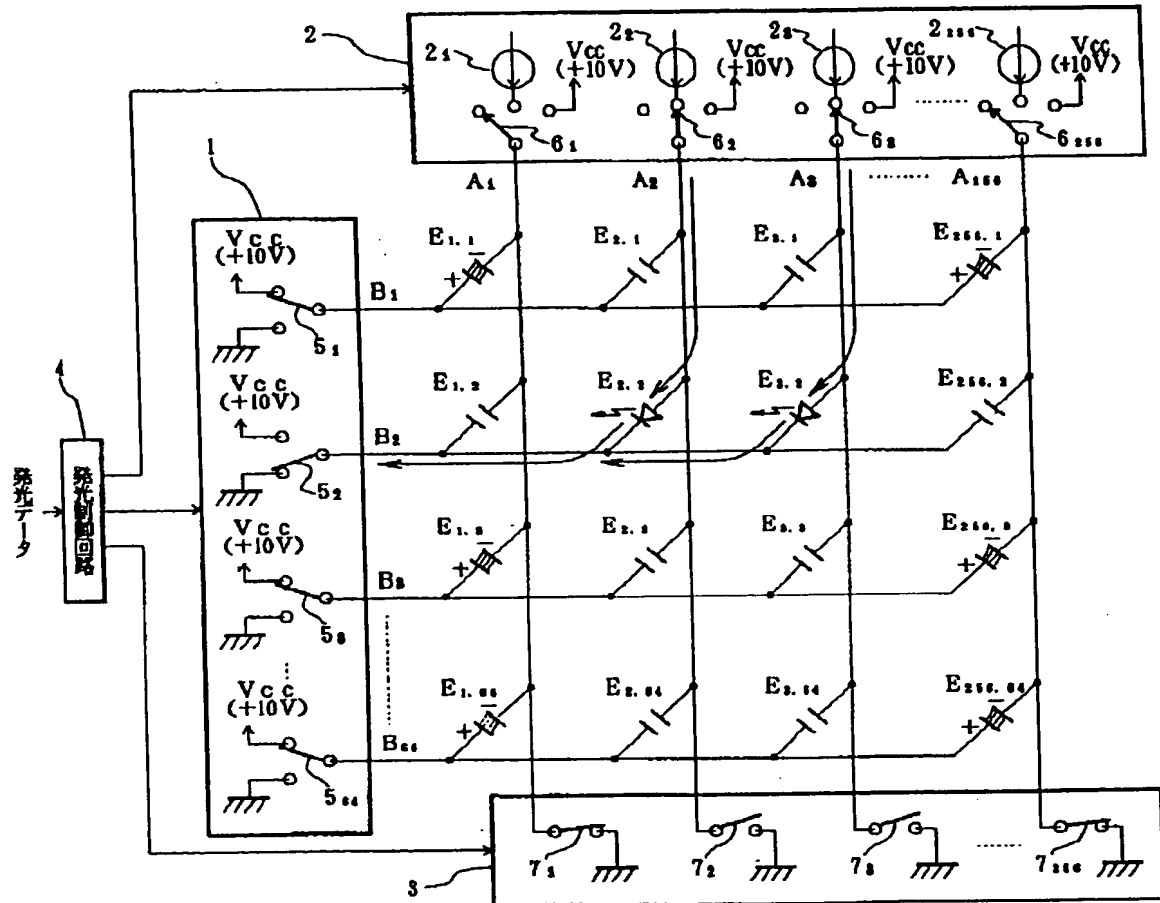 2
2₁
Vcc
(+10V)
2₂
Vcc
(+10V)
2₃
Vcc
(+10V)
2₂₅₆
Vcc
(+10V)
6₁
6₂
6₃
6₂₅₆
1
A₁
A₂
A₃
A₁₅₆
Vcc
(+10V)
5₁
B₁
E₁.₁
E₂.₁
E₃.₁
E₂₅₆.₁
+ −
+ −
4
発光データ
発光制御回路
Vcc
(+10V)
5₂
B₂
E₁.₂
E₂.₂
E₃.₂
E₂₅₆.₂
Vcc
(+10V)
5₃
B₃
E₁.₃
E₂.₃
E₃.₃
E₂₅₆.₃
+ −
+ −
Vcc
(+10V)
5₆₄
B₆₄
E₁.₆₄
E₂.₆₄
E₃.₆₄
E₂₅₆.₆₄
+ −
+ −
3
7₁
7₂
7₃
7₂₅₆